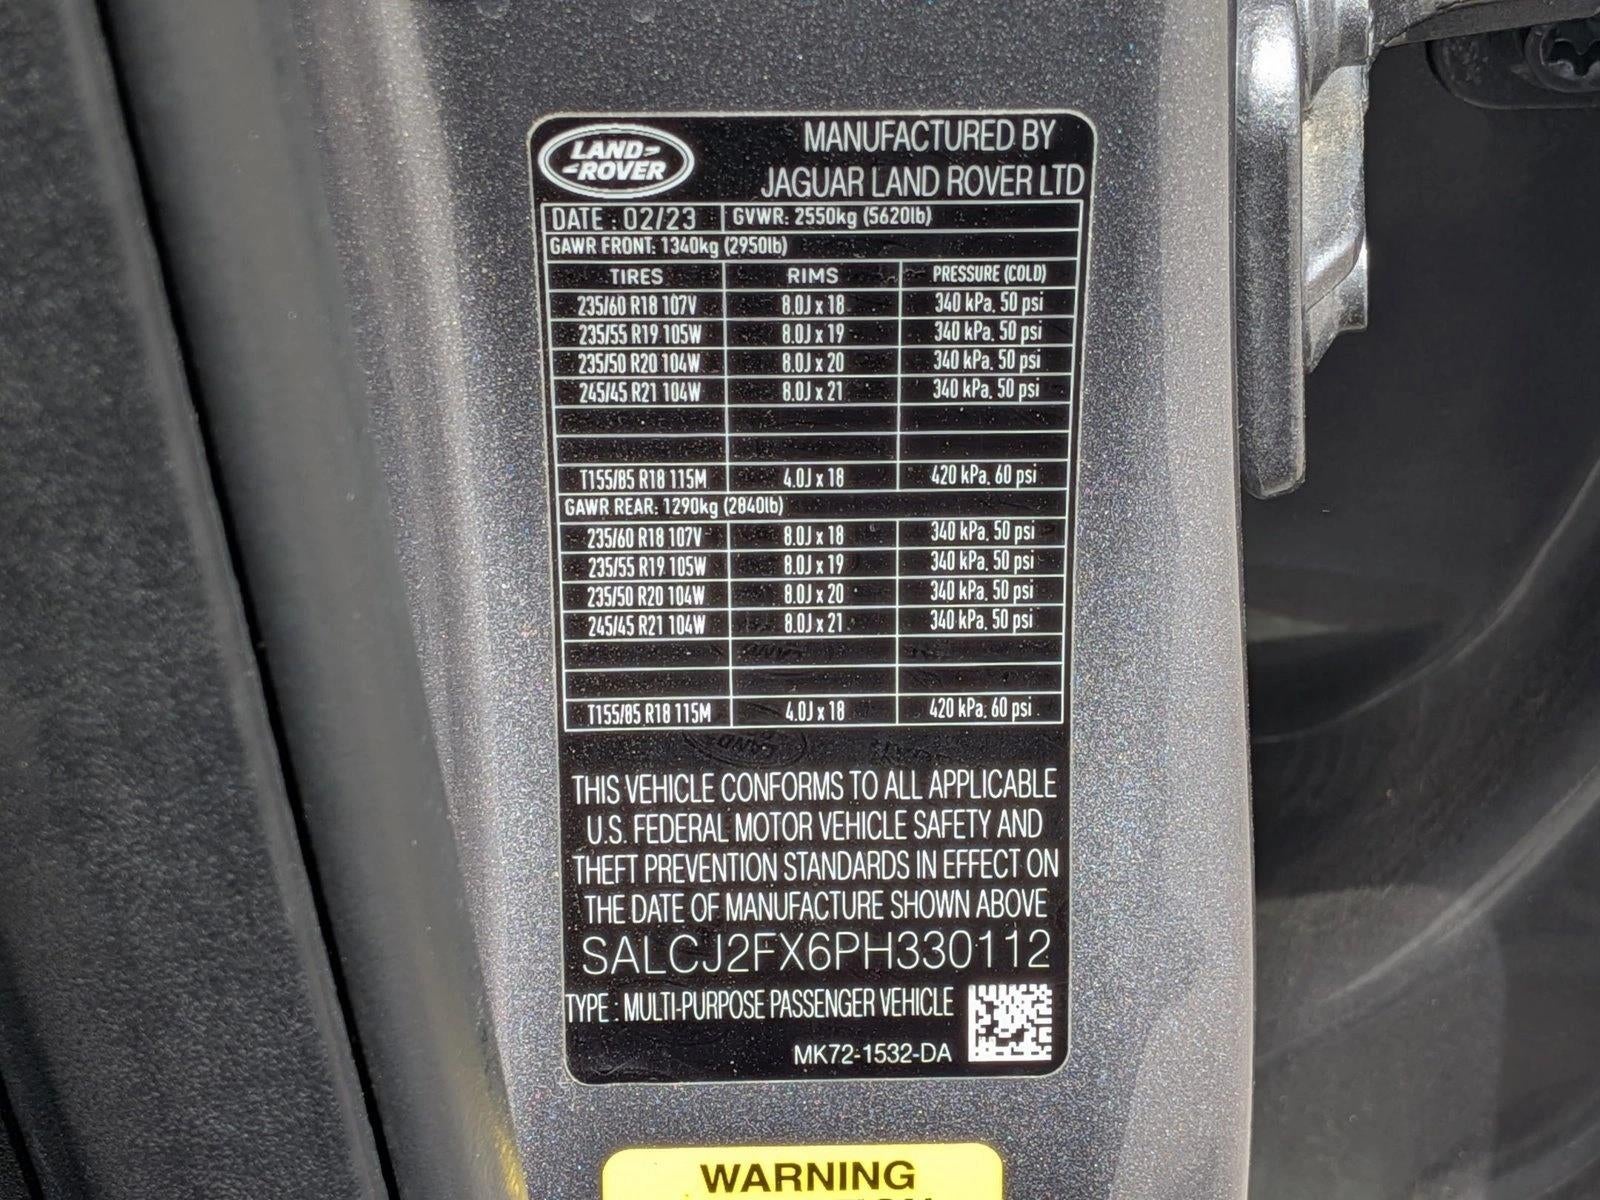 LAND-
-ROVER
MANUFACTURED BY
JAGUAR LAND ROVER LTD
DATE : 02/23 GVWR: 2550kg (5620lb)
GAWR FRONT: 1340kg (2950lb)
TIRES RIMS PRESSURE (COLD)
235/60 R18 107V 8.0J x 18 340 kPa, 50 psi
235/55 R19 105W 8.0J x 19 340 kPa, 50 psi
235/50 R20 104W 8.0J x 20 340 kPa, 50 psi
245/45 R21 104W 8.0J x 21 340 kPa, 50 psi
T155/85 R18 115M 4.0J x 18 420 kPa, 60 psi
GAWR REAR: 1290kg (2840lb)
235/60 R18 107V 8.0J x 18 340 kPa, 50 psi
235/55 R19 105W 8.0J x 19 340 kPa, 50 psi
235/50 R20 104W 8.0J x 20 340 kPa, 50 psi
245/45 R21 104W 8.0J x 21 340 kPa, 50 psi
T155/85 R18 115M 4.0J x 18 420 kPa, 60 psi
THIS VEHICLE CONFORMS TO ALL APPLICABLE
U.S. FEDERAL MOTOR VEHICLE SAFETY AND
THEFT PREVENTION STANDARDS IN EFFECT ON
THE DATE OF MANUFACTURE SHOWN ABOVE
SALCJ2FX6PH330112
TYPE : MULTI-PURPOSE PASSENGER VEHICLE
MK72-1532-DA
WARNING